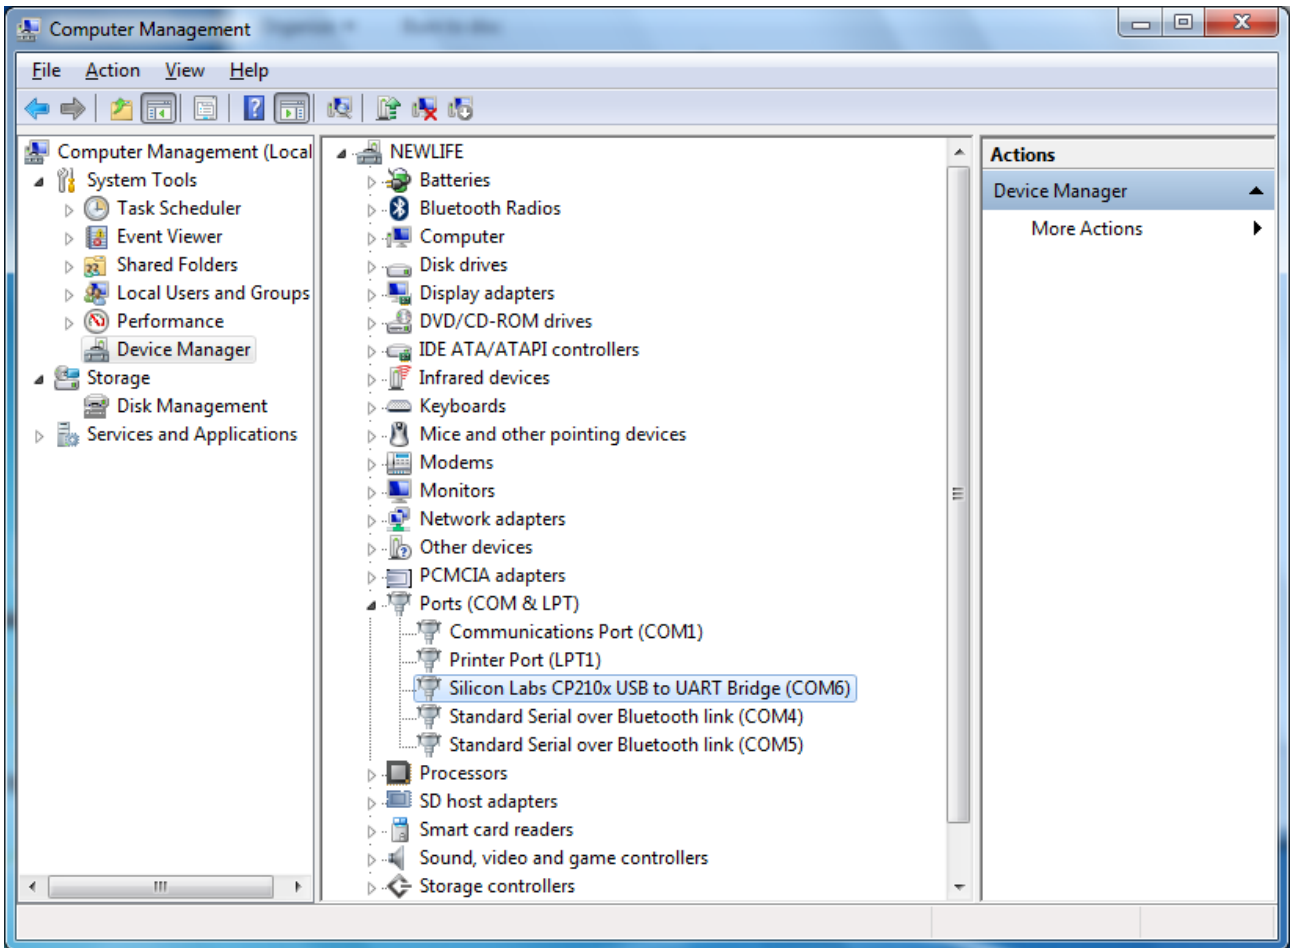 Computer Management
File Action View Help
Computer Management (Local
System Tools
Task Scheduler
Event Viewer
Shared Folders
Local Users and Groups
Performance
Device Manager
Storage
Disk Management
Services and Applications
NEWLIFE
Batteries
Bluetooth Radios
Computer
Disk drives
Display adapters
DVD/CD-ROM drives
IDE ATA/ATAPI controllers
Infrared devices
Keyboards
Mice and other pointing devices
Modems
Monitors
Network adapters
Other devices
PCMCIA adapters
Ports (COM & LPT)
Communications Port (COM1)
Printer Port (LPT1)
Silicon Labs CP210x USB to UART Bridge (COM6)
Standard Serial over Bluetooth link (COM4)
Standard Serial over Bluetooth link (COM5)
Processors
SD host adapters
Smart card readers
Sound, video and game controllers
Storage controllers
Actions
Device Manager
More Actions